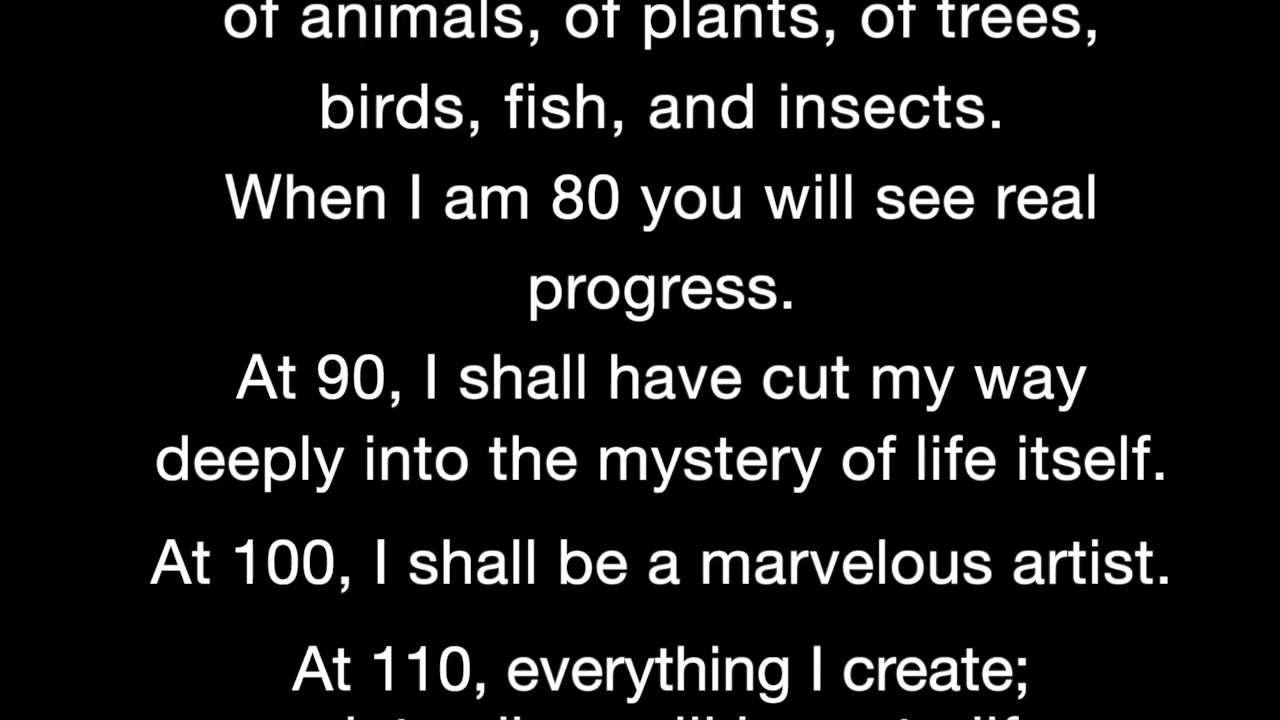 of animals, of plants, of trees,
birds, fish, and insects.
When I am 80 you will see real
progress.
At 90, I shall have cut my way
deeply into the mystery of life itself.
At 100, I shall be a marvelous artist.
At 110, everything I create;